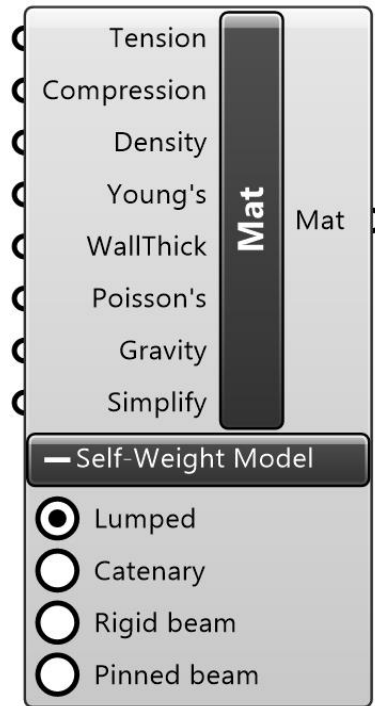 Tension
Compression
Density
Young's
WallThick
Poisson's
Gravity
Simplify
Mat
Mat
Self-Weight Model
Lumped
Catenary
Rigid beam
Pinned beam